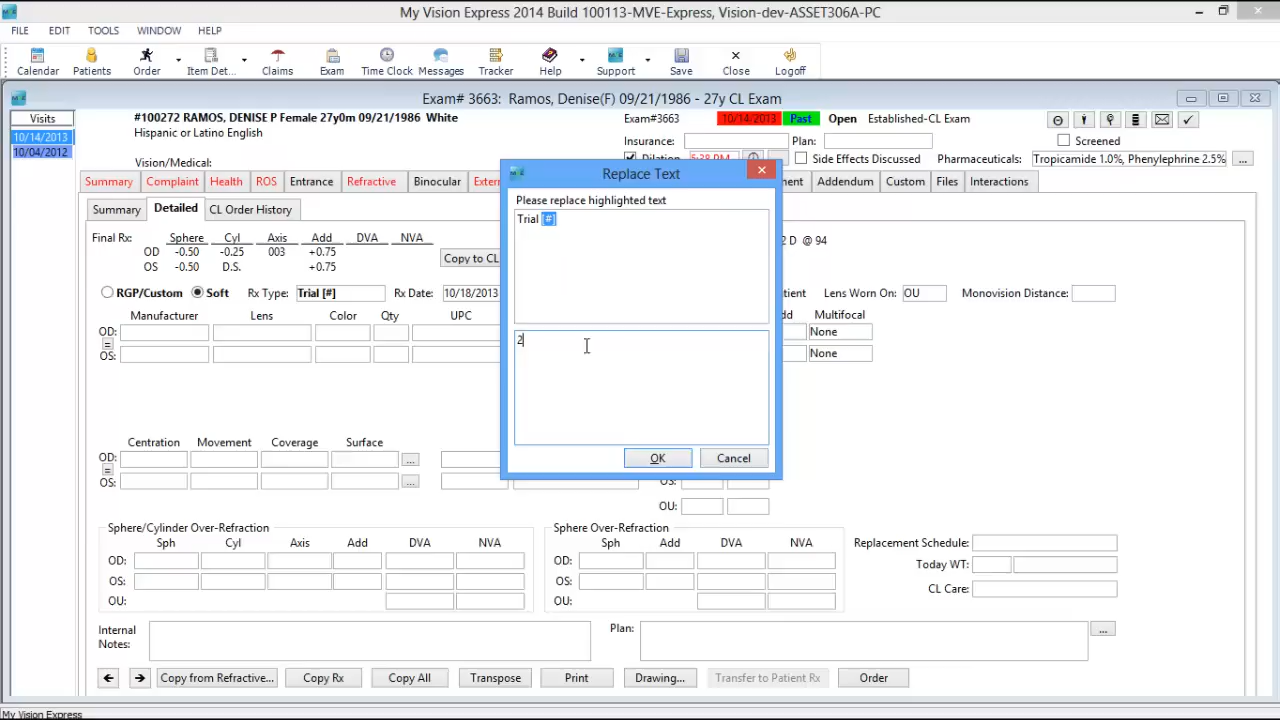 My Vision Express 2014 Build 100113-MVE-Express, Vision-dev-ASSET306A-PC
FILE EDIT TOOLS WINDOW HELP
Calendar Patients Order Item Det... Claims Exam Time Clock Messages Tracker Help Support Save Close Logoff
Exam# 3663: Ramos, Denise(F) 09/21/1986 - 27y CL Exam
Visits
10/14/2013
10/04/2012
#100272 RAMOS, DENISE P Female 27y0m 09/21/1986 White
Hispanic or Latino English
Vision/Medical:
Exam#3663 10/14/2013 Past Open Established-CL Exam
Insurance: Plan: Screened
Dilation 5:38 PM Side Effects Discussed Pharmaceuticals: Tropicamide 1.0%, Phenylephrine 2.5% ...
Summary Complaint Health ROS Entrance Refractive Binocular Extern ment Addendum Custom Files Interactions
Summary Detailed CL Order History
Final Rx: Sphere Cyl Axis Add DVA NVA
OD -0.50 -0.25 003 +0.75
OS -0.50 D.S. +0.75
Copy to CL
2 D @ 94
RGP/Custom Soft Rx Type: Trial [#] Rx Date: 10/18/2013
tient Lens Worn On: OU Monovision Distance:
Manufacturer Lens Color Qty UPC
dd Multifocal
OD: None
=
OS: None
Replace Text
Please replace highlighted text
Trial [#]
2
OK Cancel
Centration Movement Coverage Surface
OD: ...
=
OS: ...
OS:
OU:
Sphere/Cylinder Over-Refraction
Sph Cyl Axis Add DVA NVA
OD:
OS:
OU:
Sphere Over-Refraction
Sph Add DVA NVA
OD:
OS:
OU:
Replacement Schedule:
Today WT:
CL Care:
Internal
Notes:
Plan: ...
Copy from Refractive... Copy Rx Copy All Transpose Print Drawing... Transfer to Patient Rx Order
My Vision Express